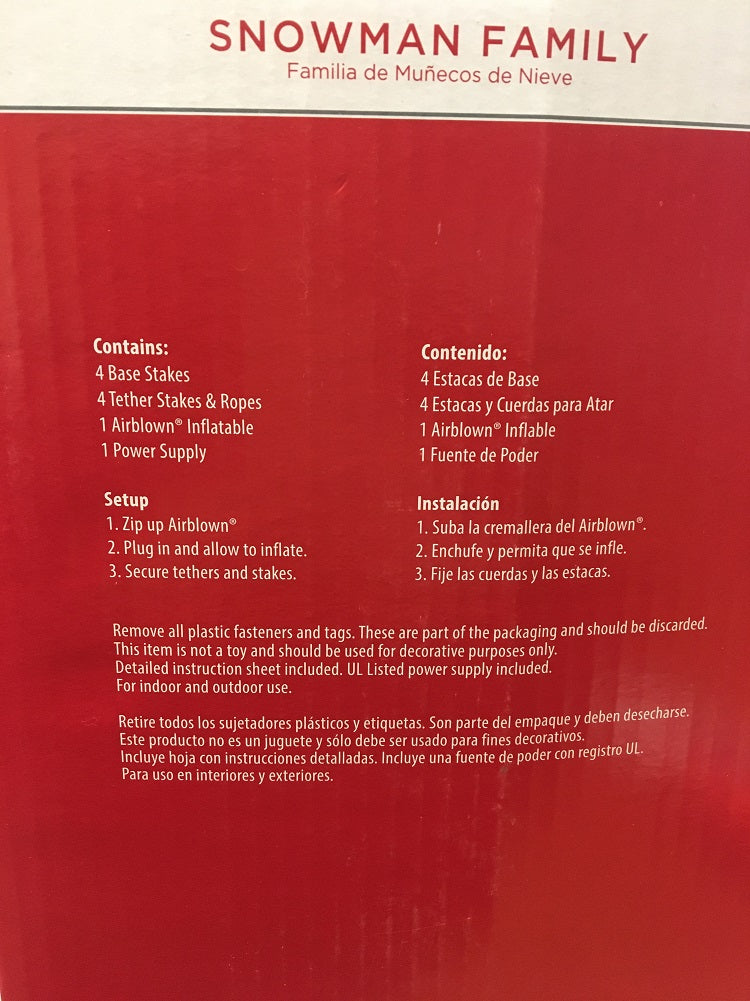 SNOWMAN FAMILY
Familia de Muñecos de Nieve
Contains:
4 Base Stakes
4 Tether Stakes & Ropes
1 Airblown® Inflatable
1 Power Supply
Setup
1. Zip up Airblown®
2. Plug in and allow to inflate.
3. Secure tethers and stakes.
Contenido:
4 Estacas de Base
4 Estacas y Cuerdas para Atar
1 Airblown® Inflable
1 Fuente de Poder
Instalación
1. Suba la cremallera del Airblown®.
2. Enchufe y permita que se infle.
3. Fije las cuerdas y las estacas.
Remove all plastic fasteners and tags. These are part of the packaging and should be discarded.
This item is not a toy and should be used for decorative purposes only.
Detailed instruction sheet included. UL Listed power supply included.
For indoor and outdoor use.
Retire todos los sujetadores plásticos y etiquetas. Son parte del empaque y deben desecharse.
Este producto no es un juguete y sólo debe ser usado para fines decorativos.
Incluye hoja con instrucciones detalladas. Incluye una fuente de poder con registro UL.
Para uso en interiores y exteriores.